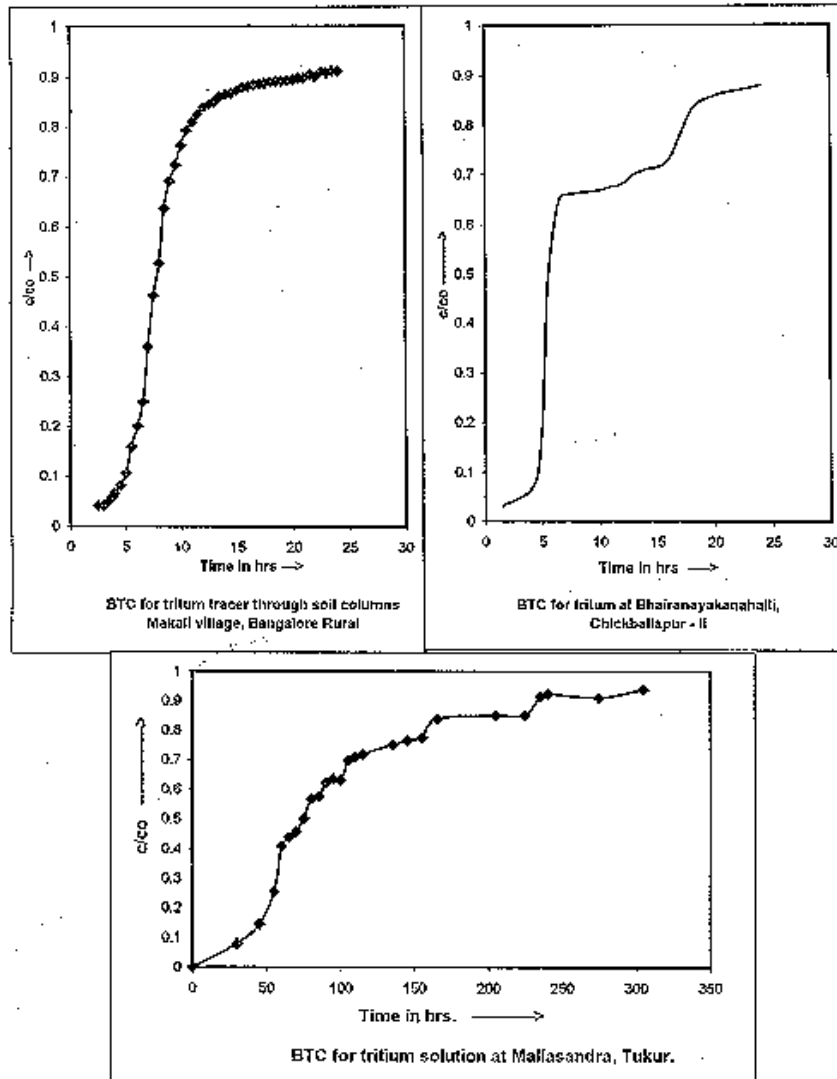 1
0.9
0.8
0.7
0.6
0.5
0.4
0.3
0.2
0.1
0
c/co
0 5 10 15 20 25 30
Time in hrs
BTC for tritum tracer through soil columns
Makali village, Bangalore Rural
1
0.9
0.8
0.7
0.6
0.5
0.4
0.3
0.2
0.1
0
c/co
0 5 10 15 20 25 30
Time in hrs
BTC for tritum at Bhairanayakanahalli,
Chickballapur - II
1
0.9
0.8
0.7
0.6
0.5
0.4
0.3
0.2
0.1
0
c/co
0 50 100 150 200 250 300 350
Time in hrs.
BTC for tritium solution at Mallasandra, Tukur.